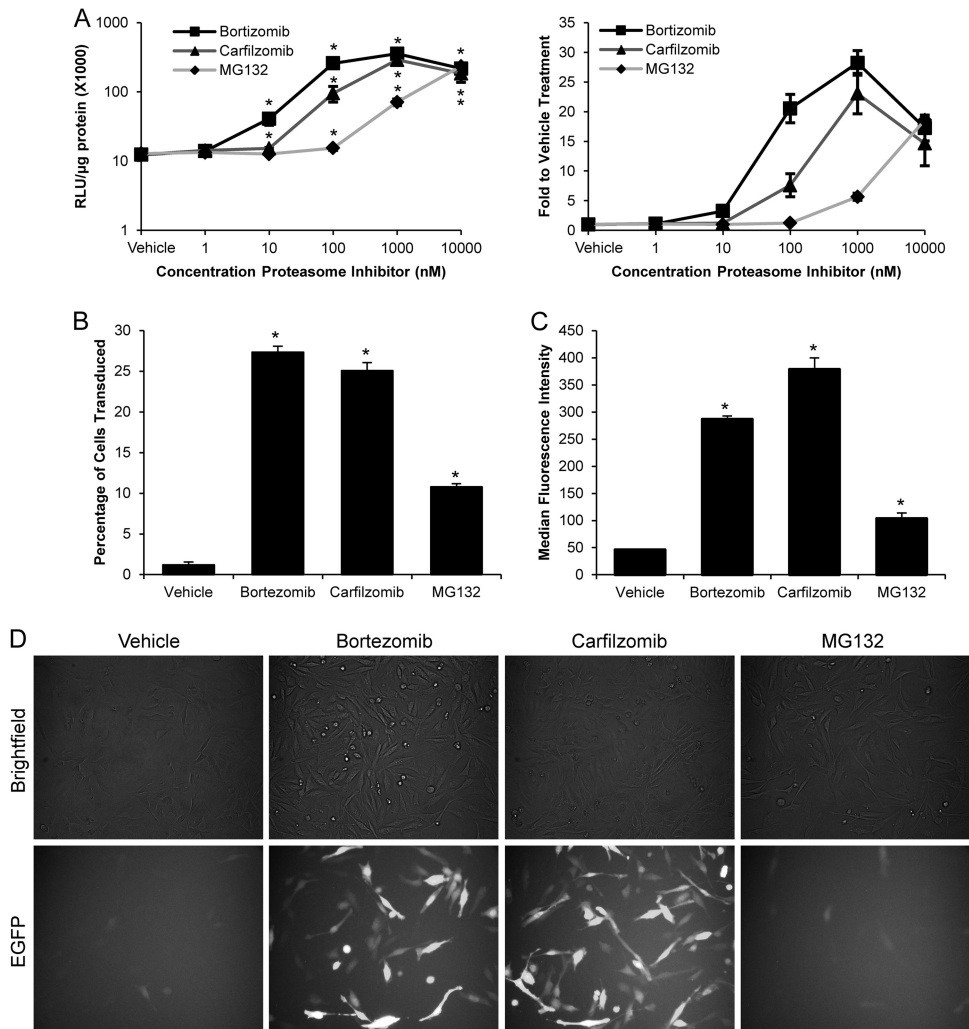 A
RLU/µg protein (X1000)
1000
100
10
1
Bortizomib
Carfilzomib
MG132
* * * * * * * * * * *
Vehicle 1 10 100 1000 10000
Concentration Proteasome Inhibitor (nM)
Fold to Vehicle Treatment
35
30
25
20
15
10
5
0
Bortizomib
Carfilzomib
MG132
Vehicle 1 10 100 1000 10000
Concentration Proteasome Inhibitor (nM)
B
Percentage of Cells Transduced
30
25
20
15
10
5
0
* * *
Vehicle Bortezomib Carfilzomib MG132
C
Median Fluorescence Intensity
450
400
350
300
250
200
150
100
50
0
* * *
Vehicle Bortezomib Carfilzomib MG132
D
Vehicle Bortezomib Carfilzomib MG132
Brightfield
EGFP